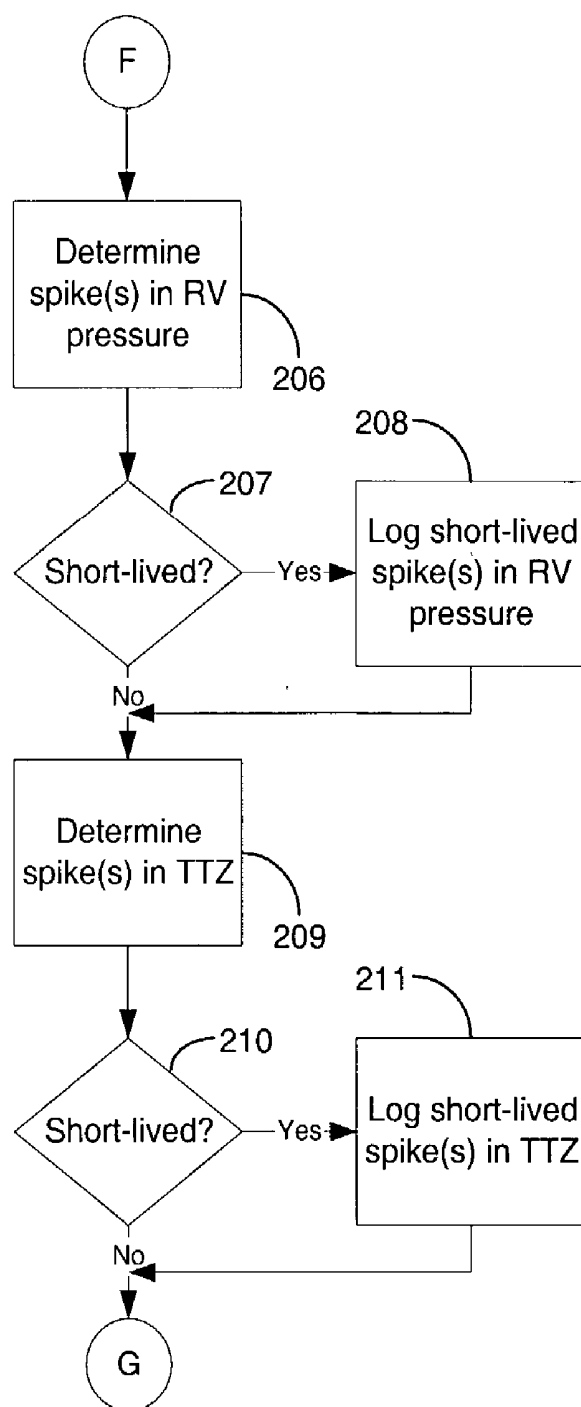 F
Determine
spike(s) in RV
pressure
206
207
208
Short-lived?
Yes
Log short-lived
spike(s) in RV
pressure
No
Determine
spike(s) in TTZ
209
210
211
Short-lived?
Yes
Log short-lived
spike(s) in TTZ
No
G